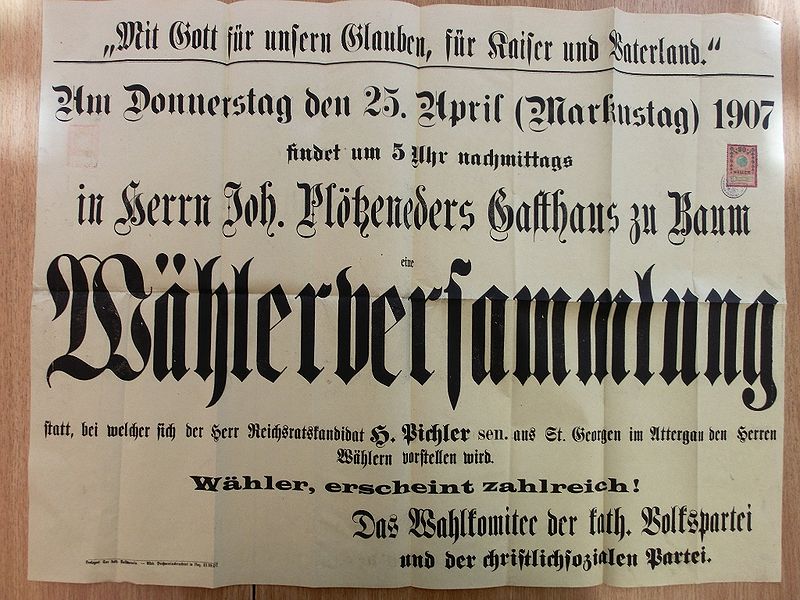 „Mit Gott für unsern Glauben, für Kaiser und Vaterland.“
Am Donnerstag den 25. April (Markustag) 1907
findet um 5 Uhr nachmittags
in Herrn Joh. Plötzeneders Gasthaus zu Baum
eine
Wählerversammlung
statt, bei welcher sich der Herr Reichsratskandidat H. Pichler sen. aus St. Georgen im Attergau den Herren
Wählern vorstellen wird.
Wähler, erscheint zahlreich!
Das Wahlkomitee der kath. Volkspartei
und der christlichsozialen Partei.